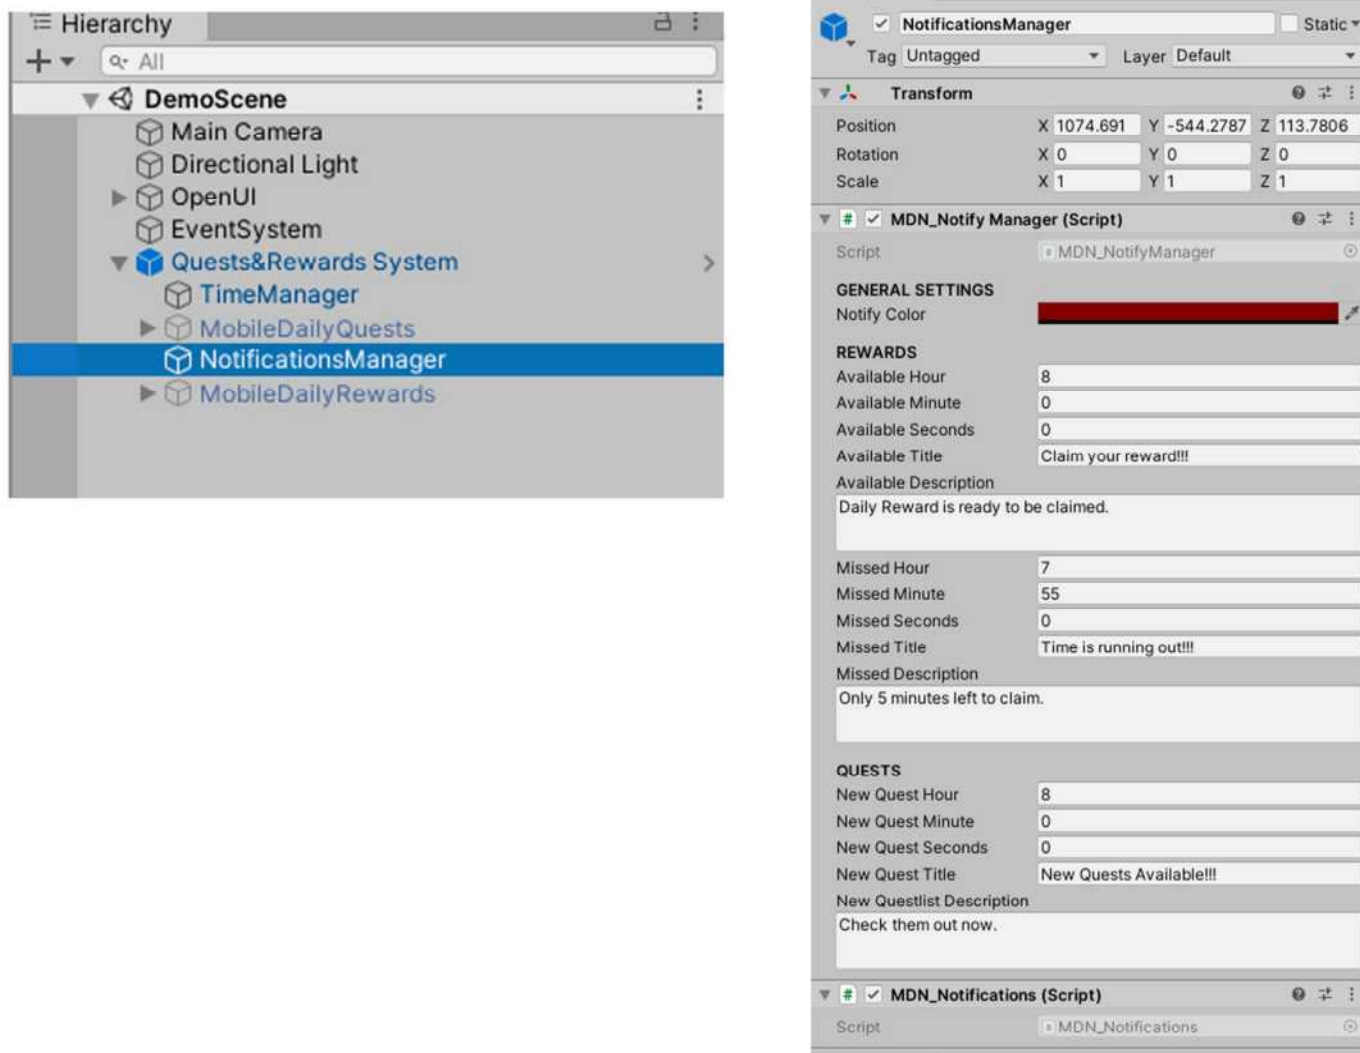 Hierarchy
All
DemoScene
Main Camera
Directional Light
OpenUI
EventSystem
Quests&Rewards System
TimeManager
MobileDailyQuests
NotificationsManager
MobileDailyRewards
NotificationsManager Static
Tag Untagged Layer Default
Transform
Position X 1074.691 Y -544.2787 Z 113.7806
Rotation X 0 Y 0 Z 0
Scale X 1 Y 1 Z 1
# MDN_Notify Manager (Script)
Script # MDN_NotifyManager
GENERAL SETTINGS
Notify Color
REWARDS
Available Hour 8
Available Minute 0
Available Seconds 0
Available Title Claim your reward!!!
Available Description
Daily Reward is ready to be claimed.
Missed Hour 7
Missed Minute 55
Missed Seconds 0
Missed Title Time is running out!!!
Missed Description
Only 5 minutes left to claim.
QUESTS
New Quest Hour 8
New Quest Minute 0
New Quest Seconds 0
New Quest Title New Quests Available!!!
New Questlist Description
Check them out now.
# MDN_Notifications (Script)
Script # MDN_Notifications